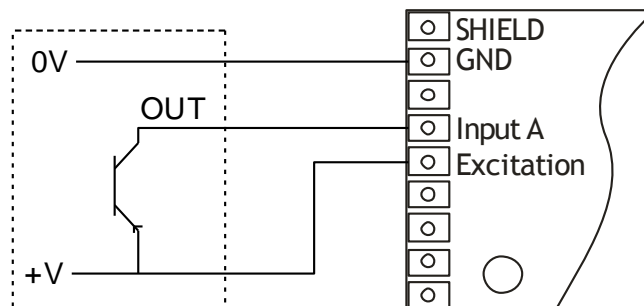 SHIELD
0V GND
OUT Input A
Excitation
+V